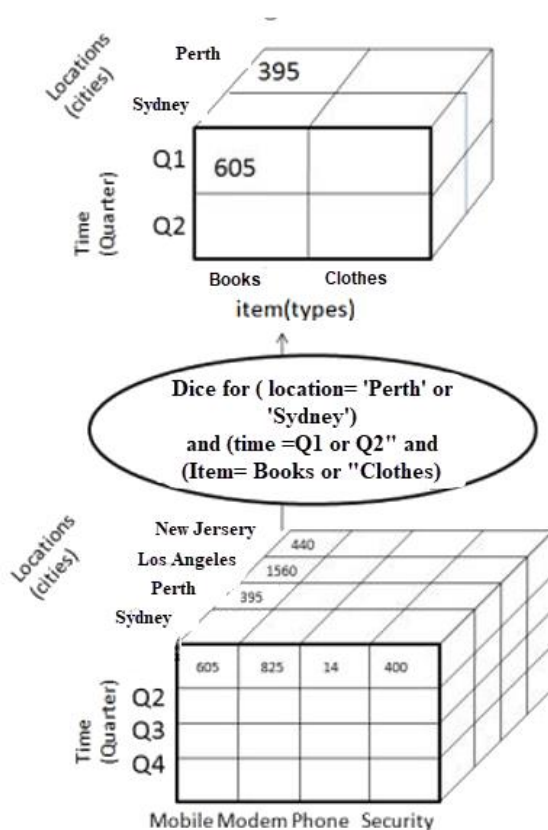 Locations
(cities)
Perth
395
Sydney
Q1
605
Q2
Time
(Quarter)
Books Clothes
item(types)
Dice for ( location= 'Perth' or
'Sydney')
and (time =Q1 or Q2" and
(Item= Books or "Clothes)
Locations
(cities)
New Jersery
440
Los Angeles
1560
Perth
395
Sydney
605 825 14 400
Q2
Q3
Q4
Time
(Quarter)
Mobile Modem Phone Security